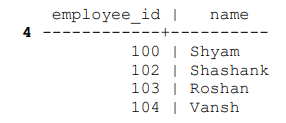 employee_id | name
4 ------------+----------
100 | Shyam
102 | Shashank
103 | Roshan
104 | Vansh